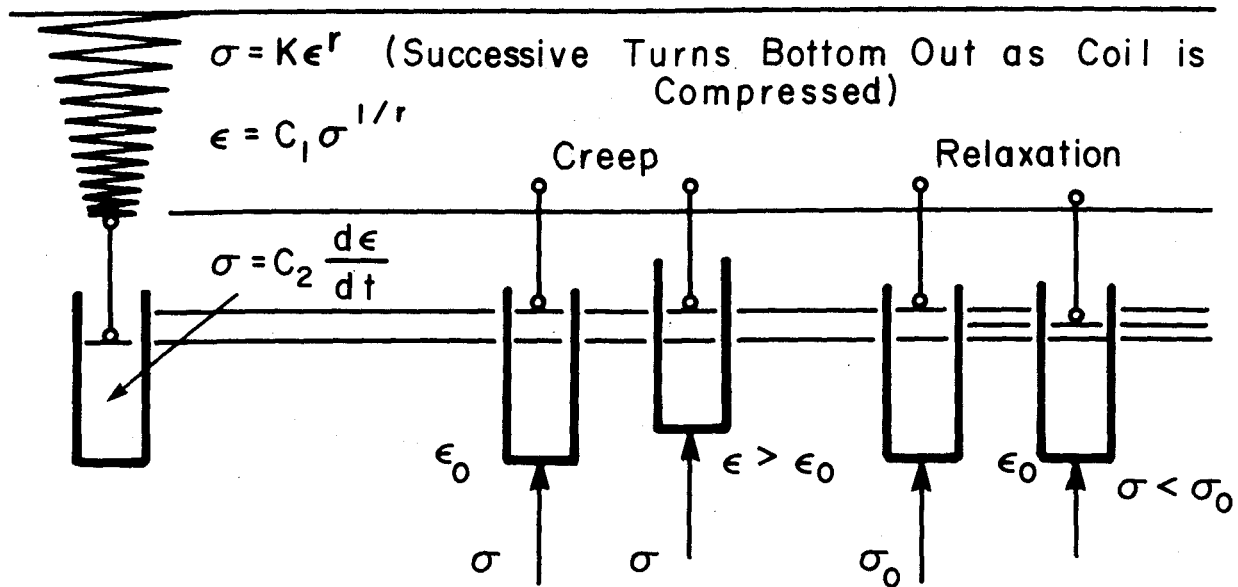 σ = Kϵ^r (Successive Turns Bottom Out as Coil is
Compressed)
ϵ = C₁ σ^1/r
Creep
Relaxation
σ = C₂ dϵ/dt
ϵ₀
ϵ > ϵ₀
ϵ₀
σ < σ₀
σ
σ
σ₀